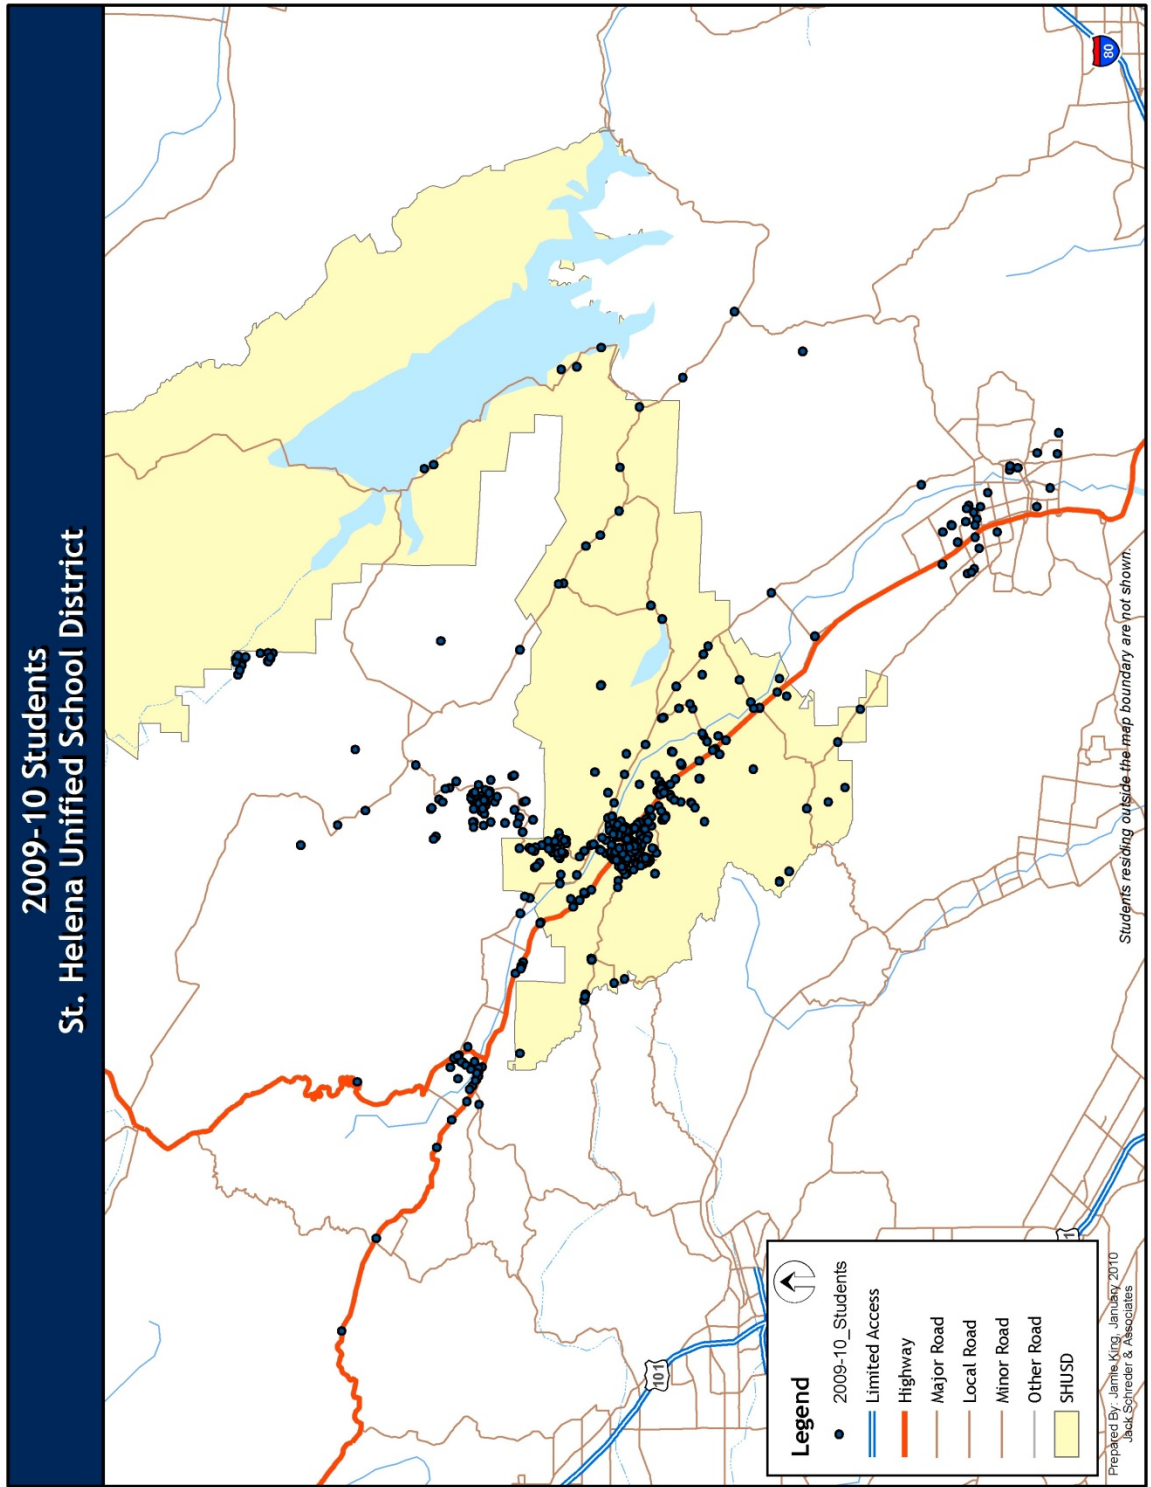 2009-10 Students
St. Helena Unified School District
80
101
1
Students residing outside the map boundary are not shown.
Legend
2009-10_Students
Limited Access
Highway
Major Road
Local Road
Minor Road
Other Road
SHUSD
Prepared By: Jamie King, January 2010
Jack Schreder & Associates